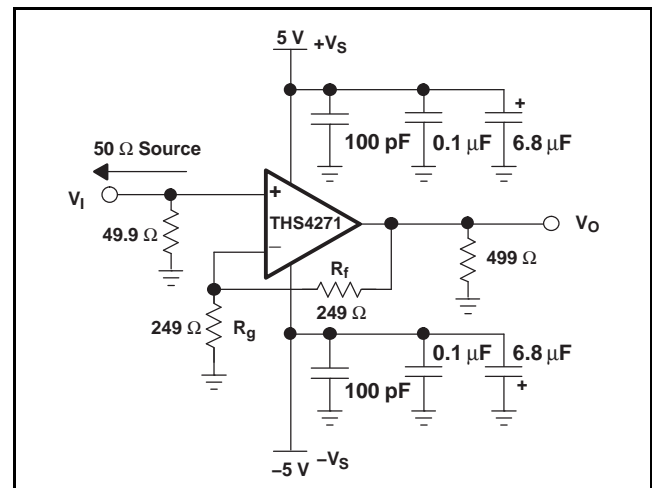 5 V +VS
+
100 pF 0.1 µF 6.8 µF
50 Ω Source
VI
+
THS4271
VO
49.9 Ω
–
Rf
499 Ω
249 Ω
249 Ω Rg
0.1 µF 6.8 µF
100 pF
+
–5 V –VS